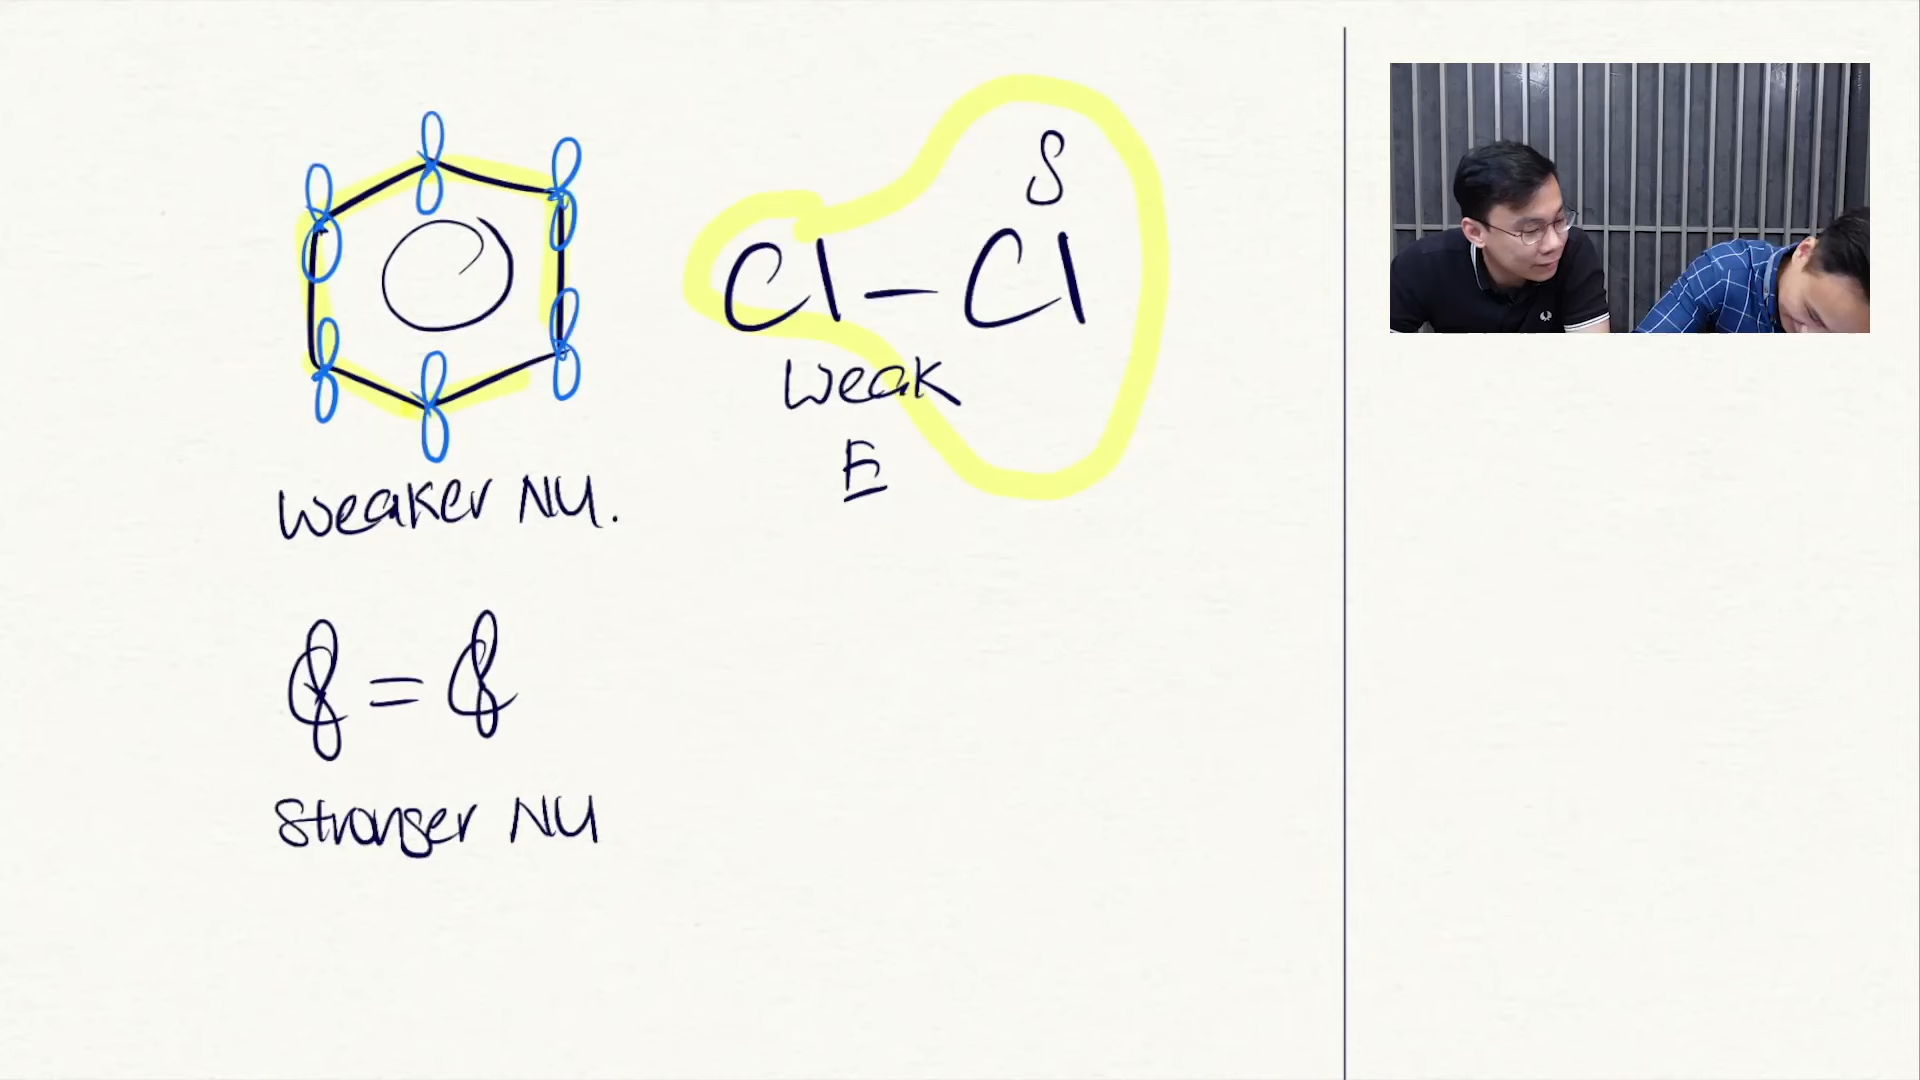 δ
Cl – Cl
Weak
E
Weaker NU.
C = C
Stronger NU